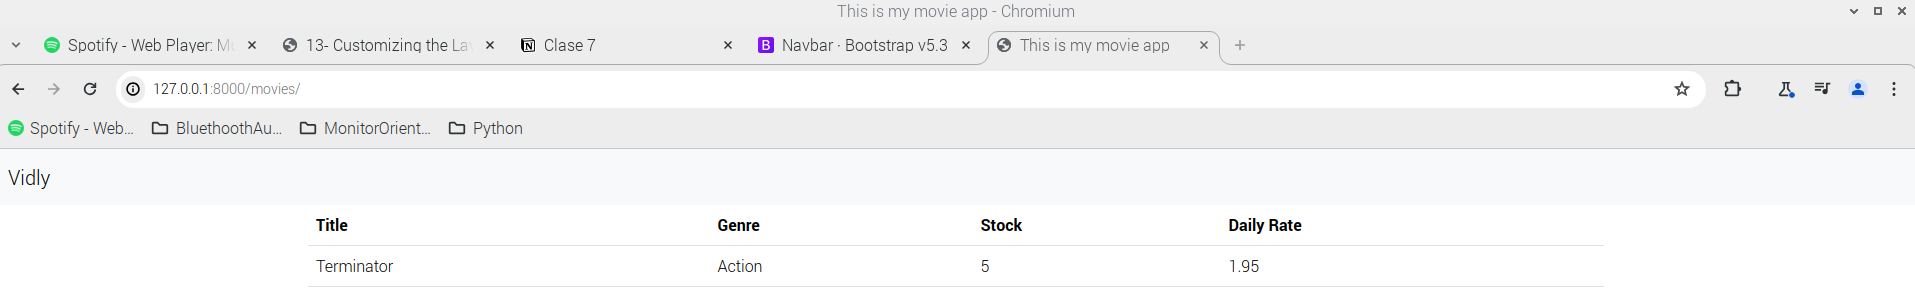 This is my movie app - Chromium
Spotify - Web Player: M
13- Customizing the La
Clase 7
Navbar · Bootstrap v5.3
This is my movie app
127.0.0.1:8000/movies/
Spotify - Web...
BluethoothAu...
MonitorOrient...
Python
Vidly
Title Genre Stock Daily Rate
Terminator Action 5 1.95